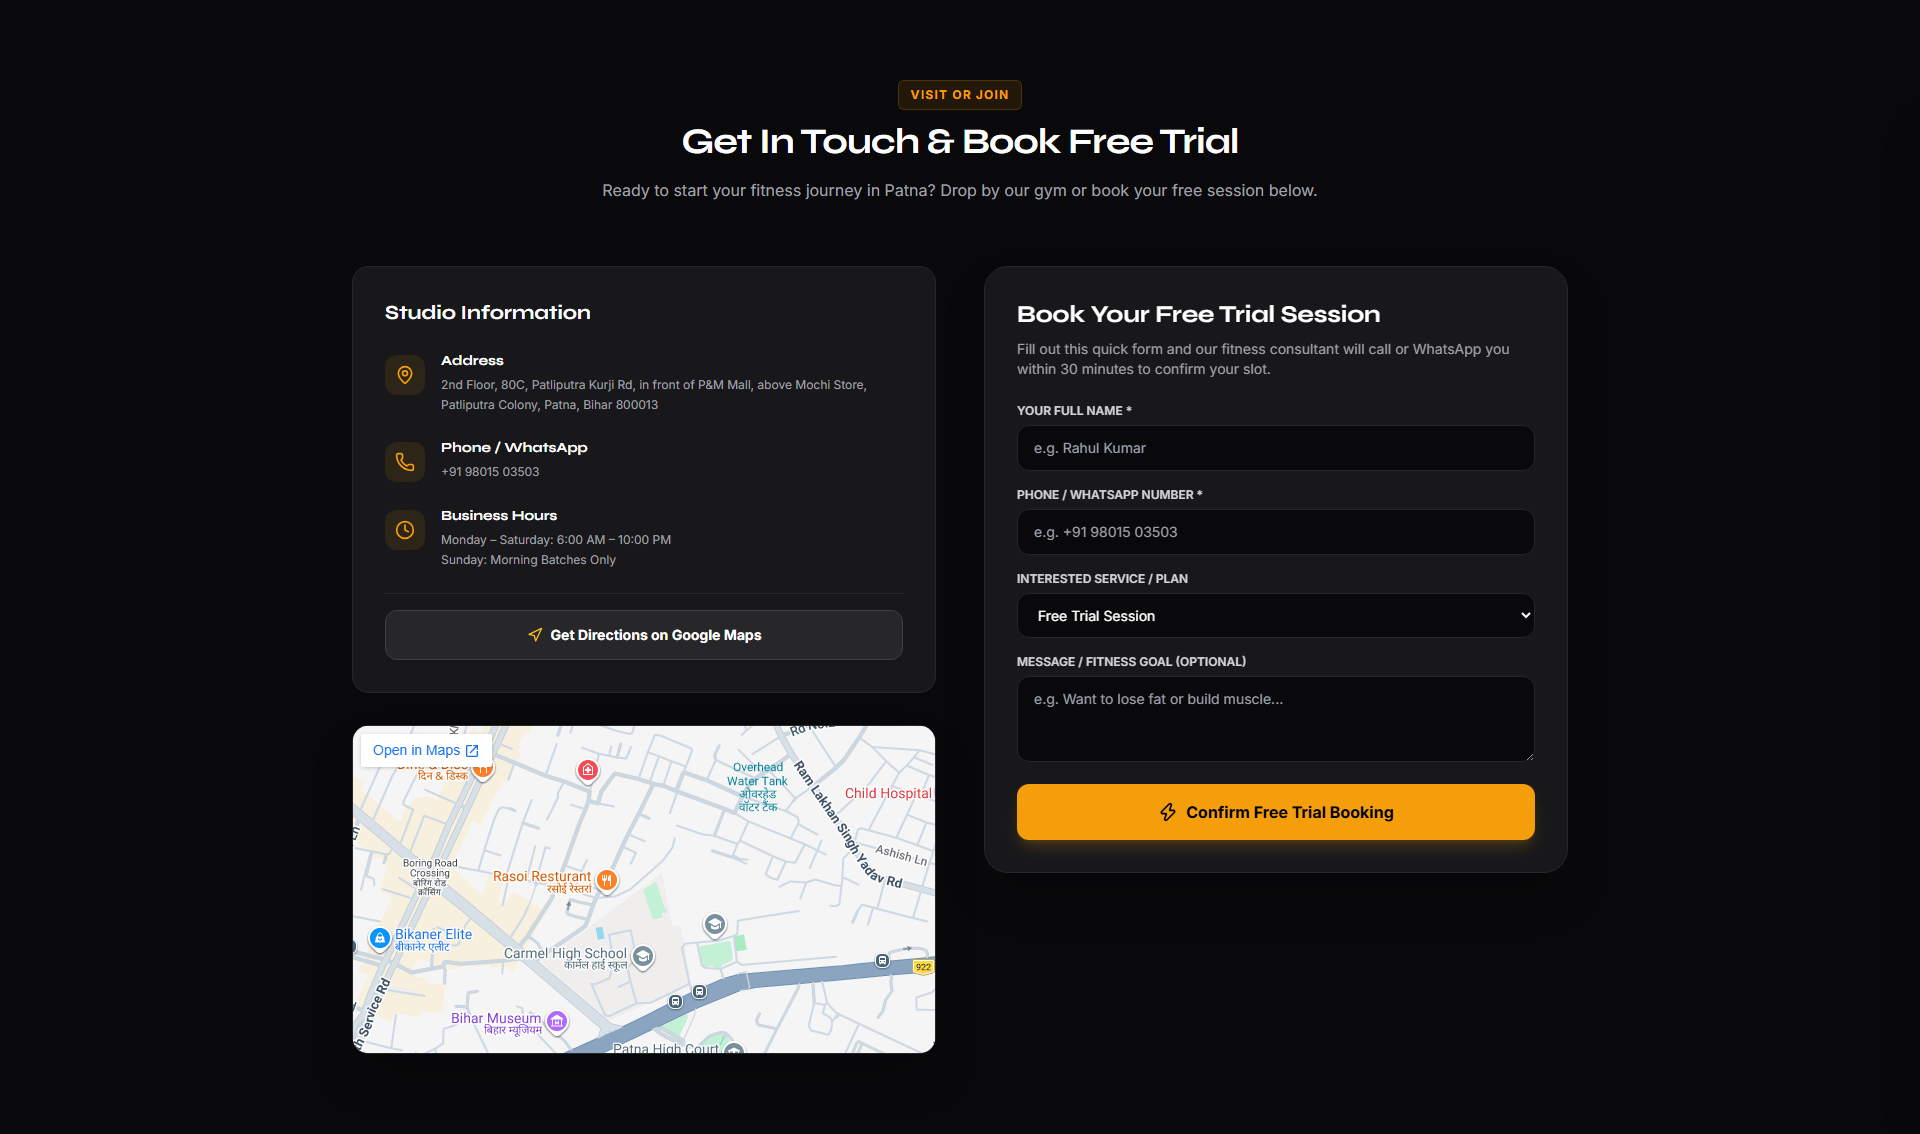 VISIT OR JOIN
Get In Touch & Book Free Trial
Ready to start your fitness journey in Patna? Drop by our gym or book your free session below.
Studio Information
Address
2nd Floor, 80C, Patliputra Kurji Rd, in front of P&M Mall, above Mochi Store,
Patliputra Colony, Patna, Bihar 800013
Phone / WhatsApp
+91 98015 03503
Business Hours
Monday – Saturday: 6:00 AM – 10:00 PM
Sunday: Morning Batches Only
Get Directions on Google Maps
Open in Maps
दिन & डिस्क
Overhead
Water Tank
ओवरहेड
वॉटर टैंक
Ram Lakhan Singh Yadav Rd
Child Hospital
Ashish Ln
Boring Road
Crossing
बोरिंग रोड
क्रॉसिंग
Rasoi Resturant
रसोई रेस्तरां
Bikaner Elite
बीकानेर एलीट
Carmel High School
कार्मेल हाई स्कूल
922
Service Rd
Bihar Museum
बिहार म्यूजियम
Patna High Court
Book Your Free Trial Session
Fill out this quick form and our fitness consultant will call or WhatsApp you
within 30 minutes to confirm your slot.
YOUR FULL NAME *
e.g. Rahul Kumar
PHONE / WHATSAPP NUMBER *
e.g. +91 98015 03503
INTERESTED SERVICE / PLAN
Free Trial Session
MESSAGE / FITNESS GOAL (OPTIONAL)
e.g. Want to lose fat or build muscle...
Confirm Free Trial Booking